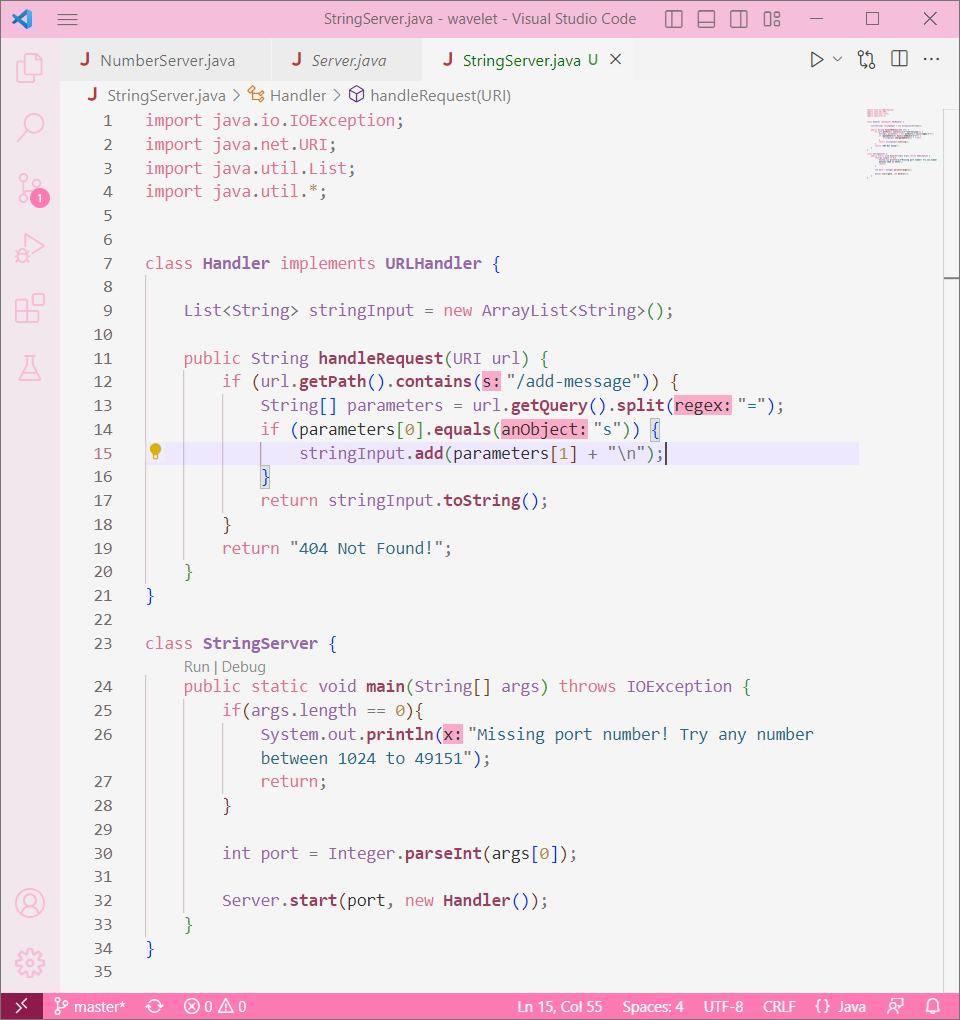 StringServer.java - wavelet - Visual Studio Code
J NumberServer.java J Server.java J StringServer.java U
J StringServer.java > Handler > handleRequest(URI)
1 import java.io.IOException;
2 import java.net.URI;
3 import java.util.List;
4 import java.util.*;
5
6
7 class Handler implements URLHandler {
8
9 List<String> stringInput = new ArrayList<String>();
10
11 public String handleRequest(URI url) {
12 if (url.getPath().contains(s: "/add-message")) {
13 String[] parameters = url.getQuery().split(regex: "=");
14 if (parameters[0].equals(anObject: "s")) {
15 stringInput.add(parameters[1] + "\n");
16 }
17 return stringInput.toString();
18 }
19 return "404 Not Found!";
20 }
21 }
22
23 class StringServer {
Run | Debug
24 public static void main(String[] args) throws IOException {
25 if(args.length == 0){
26 System.out.println(x: "Missing port number! Try any number
between 1024 to 49151");
27 return;
28 }
29
30 int port = Integer.parseInt(args[0]);
31
32 Server.start(port, new Handler());
33 }
34 }
35
1
master* 0 0 Ln 15, Col 55 Spaces: 4 UTF-8 CRLF {} Java